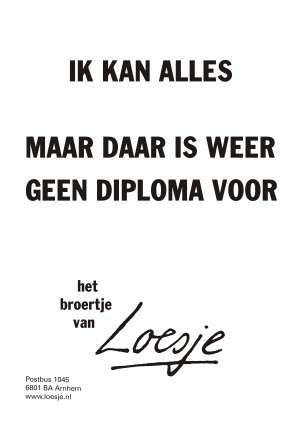 IK KAN ALLES
MAAR DAAR IS WEER
GEEN DIPLOMA VOOR
het
broertje
van
Loesje
Postbus 1045
6801 BA Arnhem
www.loesje.nl